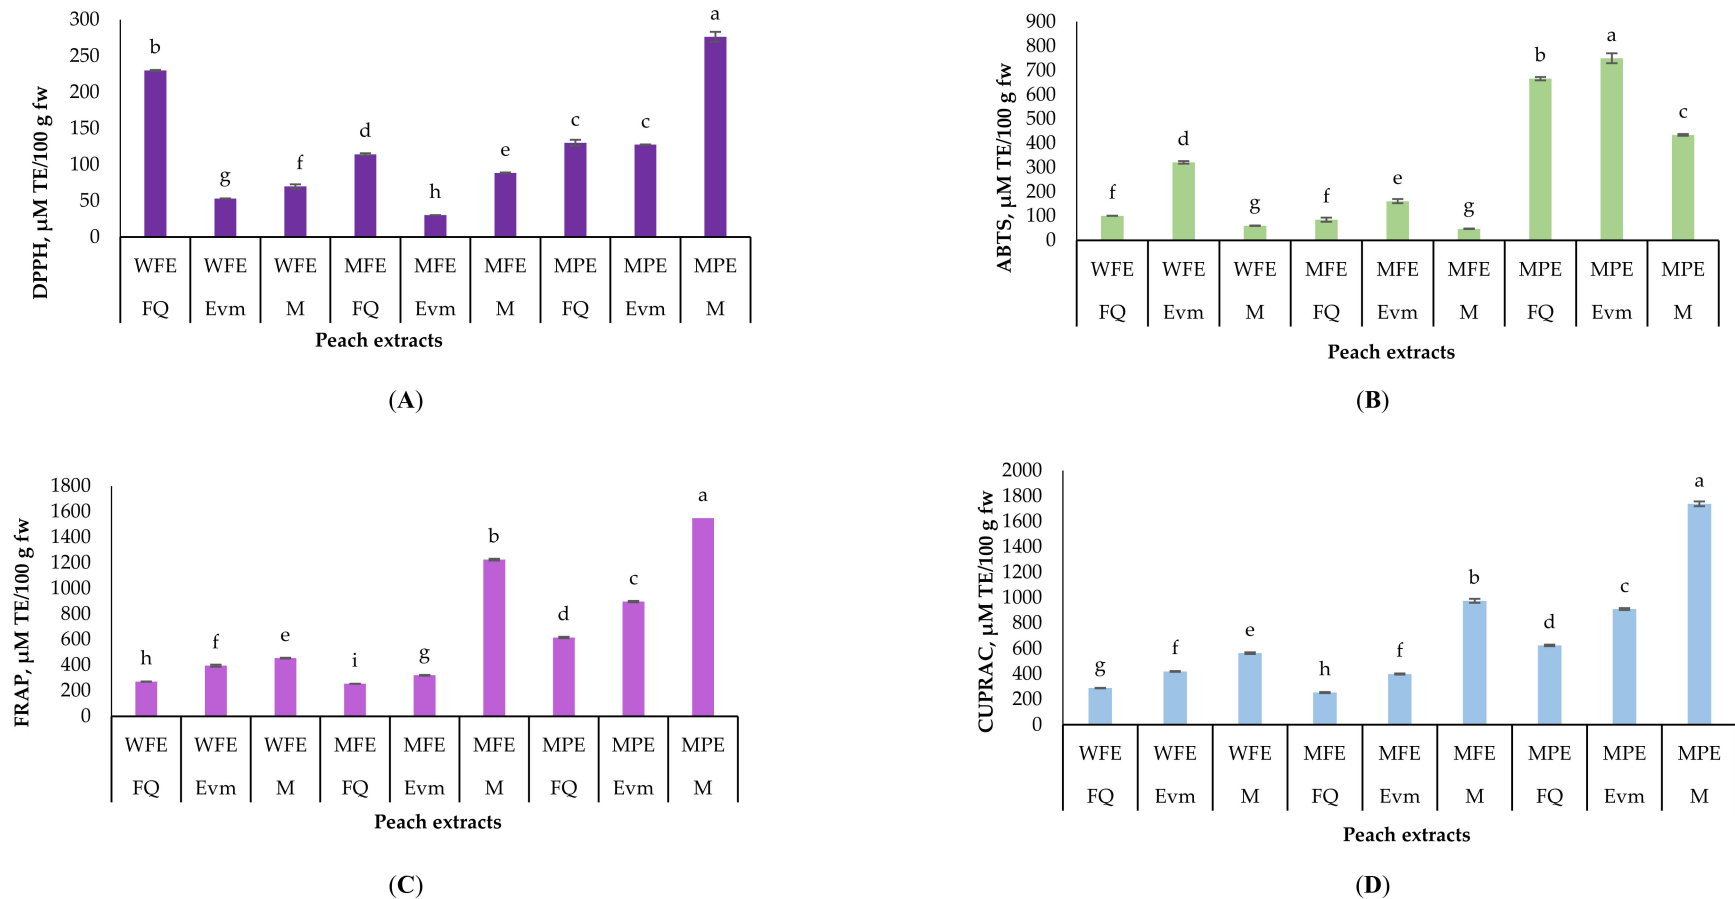 DPPH, μM TE/100 g fw
300
250
200
150
100
50
0
b
g
f
d
h
e
c
c
a
WFE WFE WFE MFE MFE MFE MPE MPE MPE
FQ Evm M FQ Evm M FQ Evm M
Peach extracts
(A)
ABTS, μM TE/100 g fw
900
800
700
600
500
400
300
200
100
0
f
d
g
f
e
g
b
a
c
WFE WFE WFE MFE MFE MFE MPE MPE MPE
FQ Evm M FQ Evm M FQ Evm M
Peach extracts
(B)
FRAP, μM TE/100 g fw
1800
1600
1400
1200
1000
800
600
400
200
0
h
f
e
i
g
b
d
c
a
WFE WFE WFE MFE MFE MFE MPE MPE MPE
FQ Evm M FQ Evm M FQ Evm M
Peach extracts
(C)
CUPRAC, μM TE/100 g fw
2000
1800
1600
1400
1200
1000
800
600
400
200
0
g
f
e
h
f
b
d
c
a
WFE WFE WFE MFE MFE MFE MPE MPE MPE
FQ Evm M FQ Evm M FQ Evm M
Peach extracts
(D)